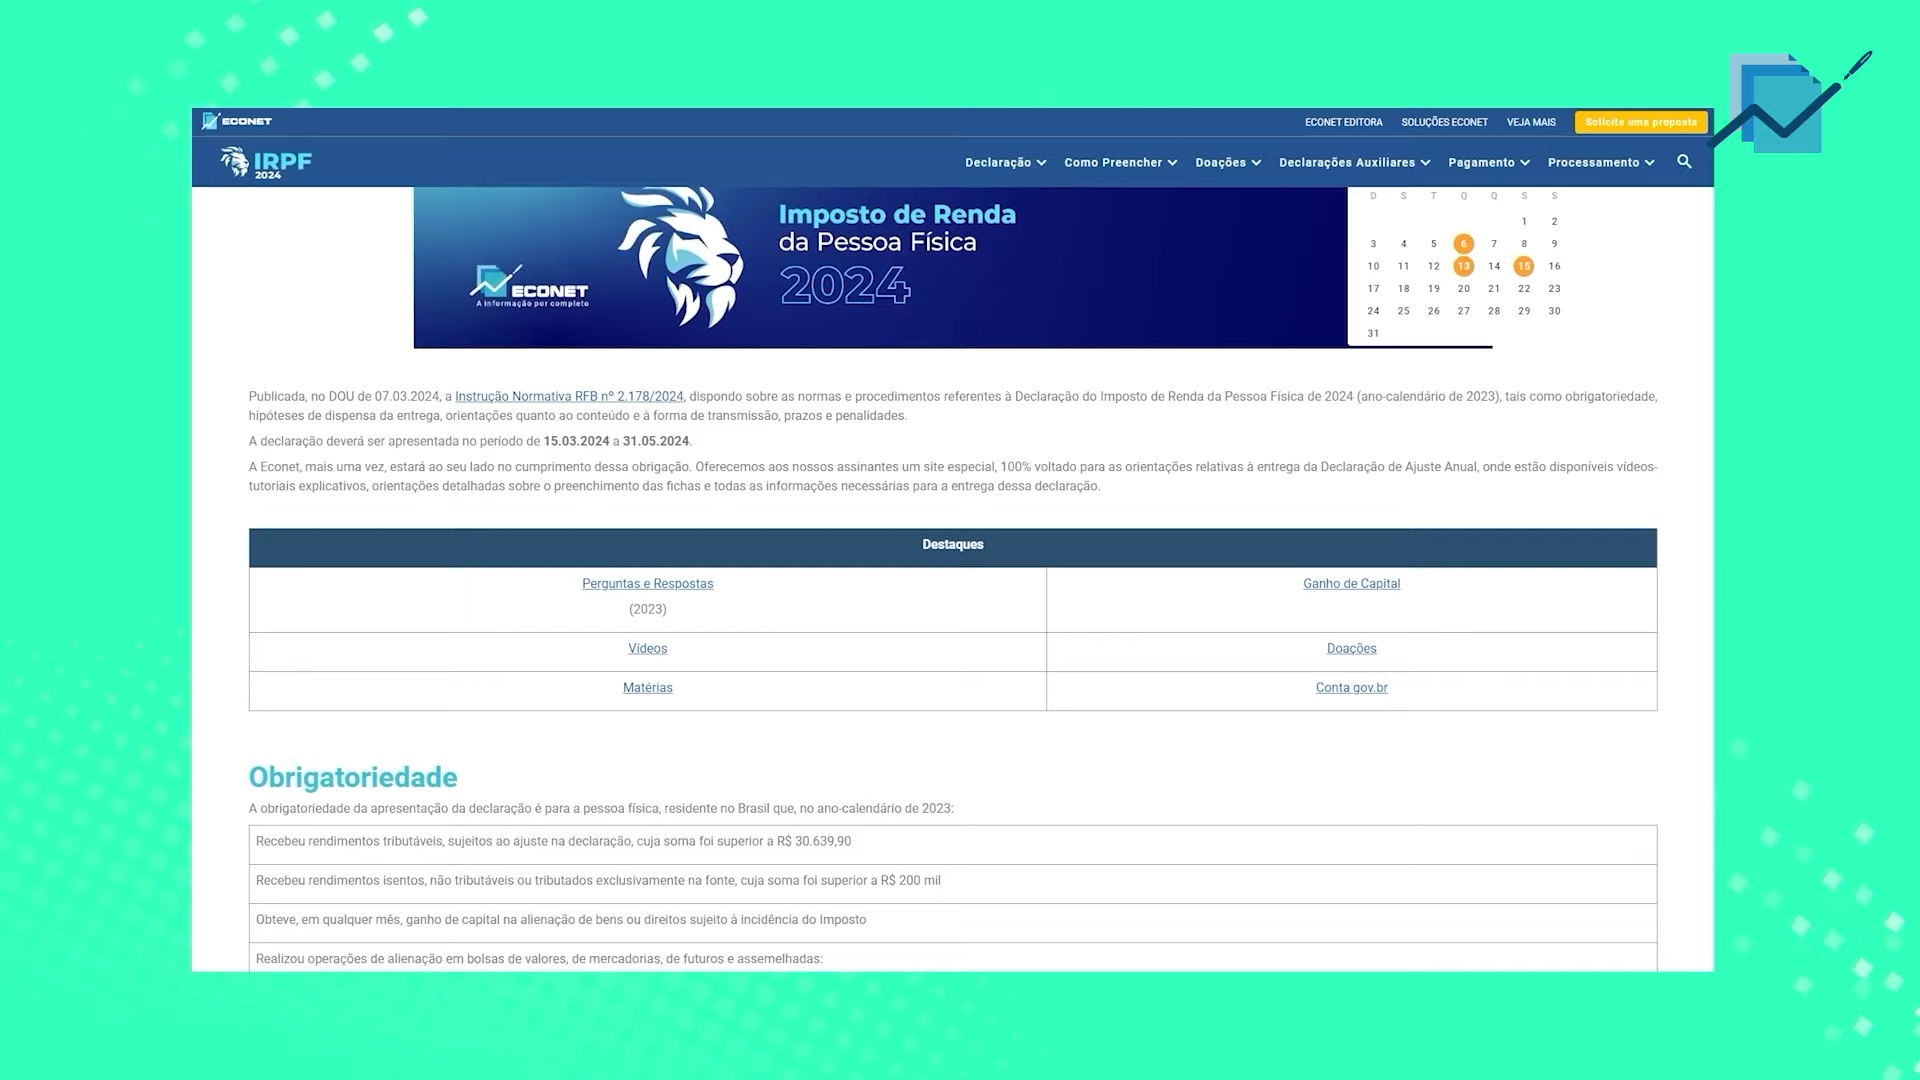 ECONET
ECONET EDITORA SOLUÇÕES ECONET VEJA MAIS Solicite uma proposta
IRPF
2024
Declaração Como Preencher Doações Declarações Auxiliares Pagamento Processamento
ECONET
A informação por completo
Imposto de Renda
da Pessoa Física
2024
D S T Q Q S S
1 2
3 4 5 6 7 8 9
10 11 12 13 14 15 16
17 18 19 20 21 22 23
24 25 26 27 28 29 30
31
Publicada, no DOU de 07.03.2024, a Instrução Normativa RFB nº 2.178/2024, dispondo sobre as normas e procedimentos referentes à Declaração do Imposto de Renda da Pessoa Física de 2024 (ano-calendário de 2023), tais como obrigatoriedade,
hipóteses de dispensa da entrega, orientações quanto ao conteúdo e à forma de transmissão, prazos e penalidades.
A declaração deverá ser apresentada no período de 15.03.2024 a 31.05.2024.
A Econet, mais uma vez, estará ao seu lado no cumprimento dessa obrigação. Oferecemos aos nossos assinantes um site especial, 100% voltado para as orientações relativas à entrega da Declaração de Ajuste Anual, onde estão disponíveis vídeos-
tutoriais explicativos, orientações detalhadas sobre o preenchimento das fichas e todas as informações necessárias para a entrega dessa declaração.
Destaques
Perguntas e Respostas
(2023)
Ganho de Capital
Vídeos
Doações
Matérias
Conta gov.br
Obrigatoriedade
A obrigatoriedade da apresentação da declaração é para a pessoa física, residente no Brasil que, no ano-calendário de 2023:
Recebeu rendimentos tributáveis, sujeitos ao ajuste na declaração, cuja soma foi superior a R$ 30.639,90
Recebeu rendimentos isentos, não tributáveis ou tributados exclusivamente na fonte, cuja soma foi superior a R$ 200 mil
Obteve, em qualquer mês, ganho de capital na alienação de bens ou direitos sujeito à incidência do Imposto
Realizou operações de alienação em bolsas de valores, de mercadorias, de futuros e assemelhadas: